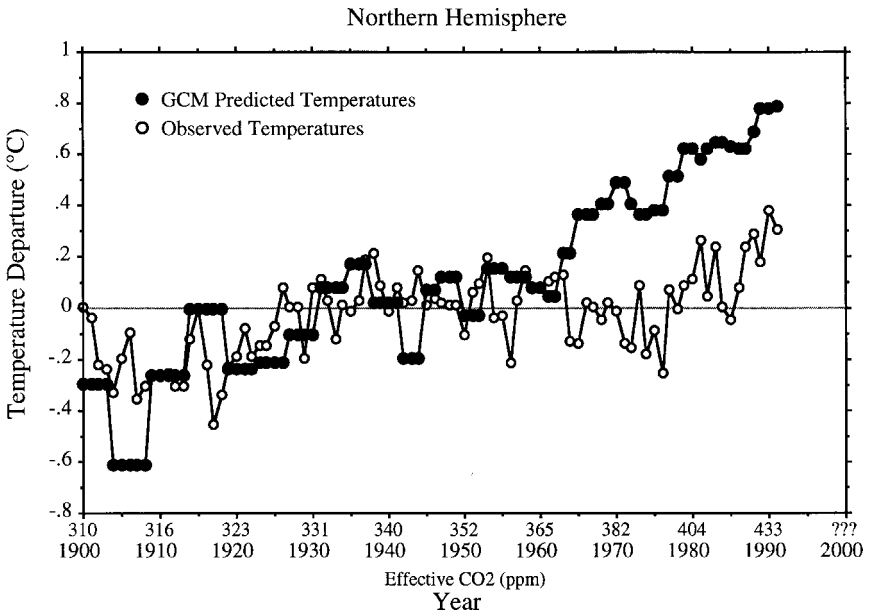 Northern Hemisphere
1
.8
.6
.4
.2
0
-.2
-.4
-.6
-.8
Temperature Departure (°C)
GCM Predicted Temperatures
Observed Temperatures
310 316 323 331 340 352 365 382 404 433 ???
1900 1910 1920 1930 1940 1950 1960 1970 1980 1990 2000
Effective CO2 (ppm)
Year